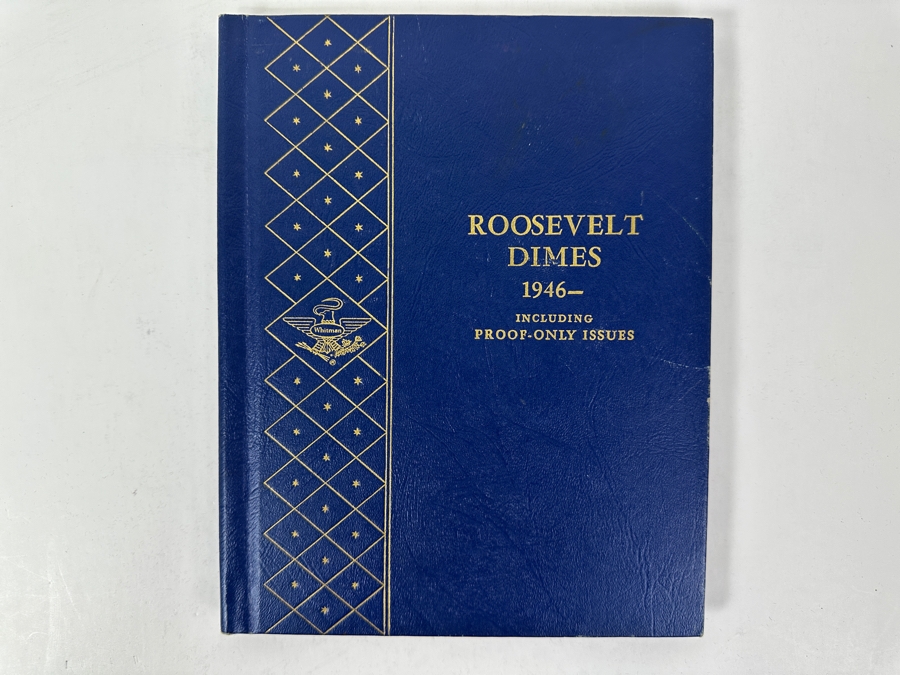 ROOSEVELT
DIMES
1946—
INCLUDING
PROOF-ONLY ISSUES
Whitman